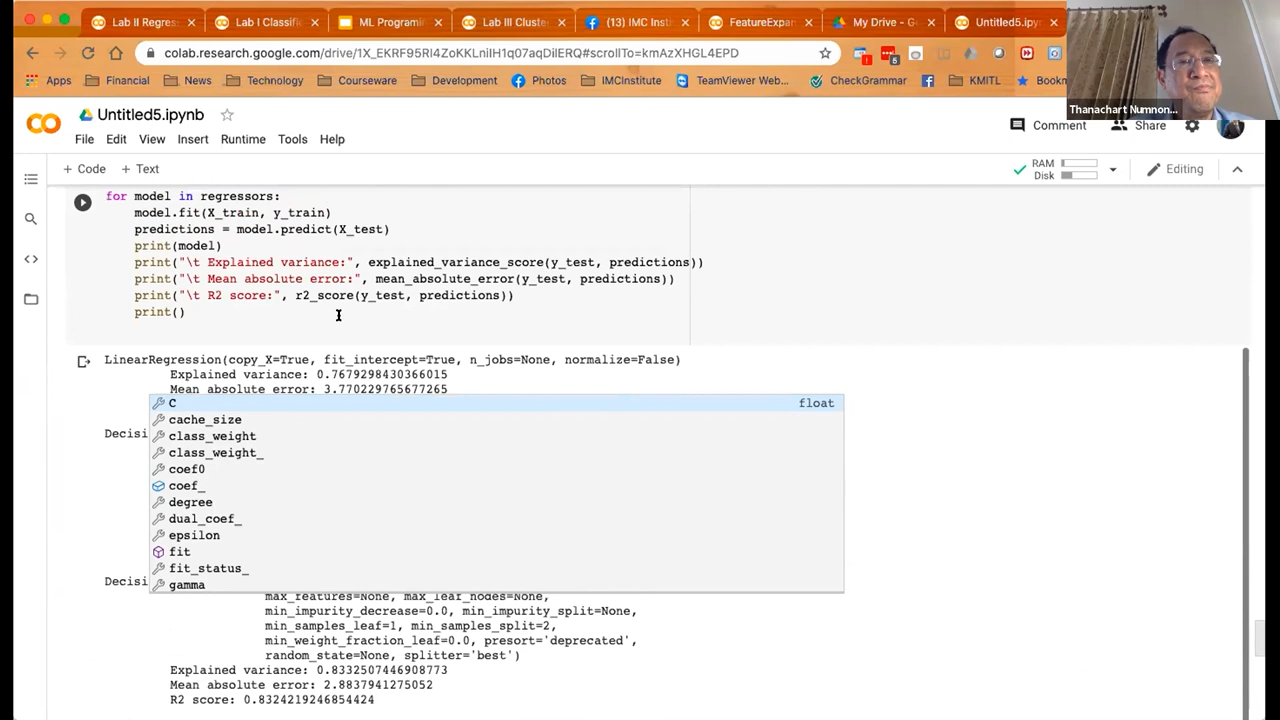 Lab II Regres
Lab I Classific
ML Programi
Lab III Cluste
(13) IMC Inst
FeatureExpan
My Drive - G
Untitled5.ipynb
colab.research.google.com/drive/1X_EKRF95RI4ZoKKLniIH1q07aqDilERQ#scrollTo=kmAzXHGL4EPD
5
Apps
Financial
News
Technology
Courseware
Development
Photos
IMCInstitute
TeamViewer Web...
CheckGrammar
KMITL
Bookm
Thanachart Numnon...
Untitled5.ipynb
File Edit View Insert Runtime Tools Help
Comment
Share
+ Code + Text
RAM
Disk
Editing
for model in regressors:
model.fit(X_train, y_train)
predictions = model.predict(X_test)
print(model)
print("\t Explained variance:", explained_variance_score(y_test, predictions))
print("\t Mean absolute error:", mean_absolute_error(y_test, predictions))
print("\t R2 score:", r2_score(y_test, predictions))
print()
LinearRegression(copy_X=True, fit_intercept=True, n_jobs=None, normalize=False)
Explained variance: 0.7679298430366015
Mean absolute error: 3.770229765677265
C float
cache_size
class_weight
Decisi
class_weight_
coef0
coef_
degree
dual_coef_
epsilon
fit
fit_status_
Decisi
gamma
max_features=None, max_leaf_nodes=None,
min_impurity_decrease=0.0, min_impurity_split=None,
min_samples_leaf=1, min_samples_split=2,
min_weight_fraction_leaf=0.0, presort='deprecated',
random_state=None, splitter='best')
Explained variance: 0.8332507446908773
Mean absolute error: 2.8837941275052
R2 score: 0.8324219246854424